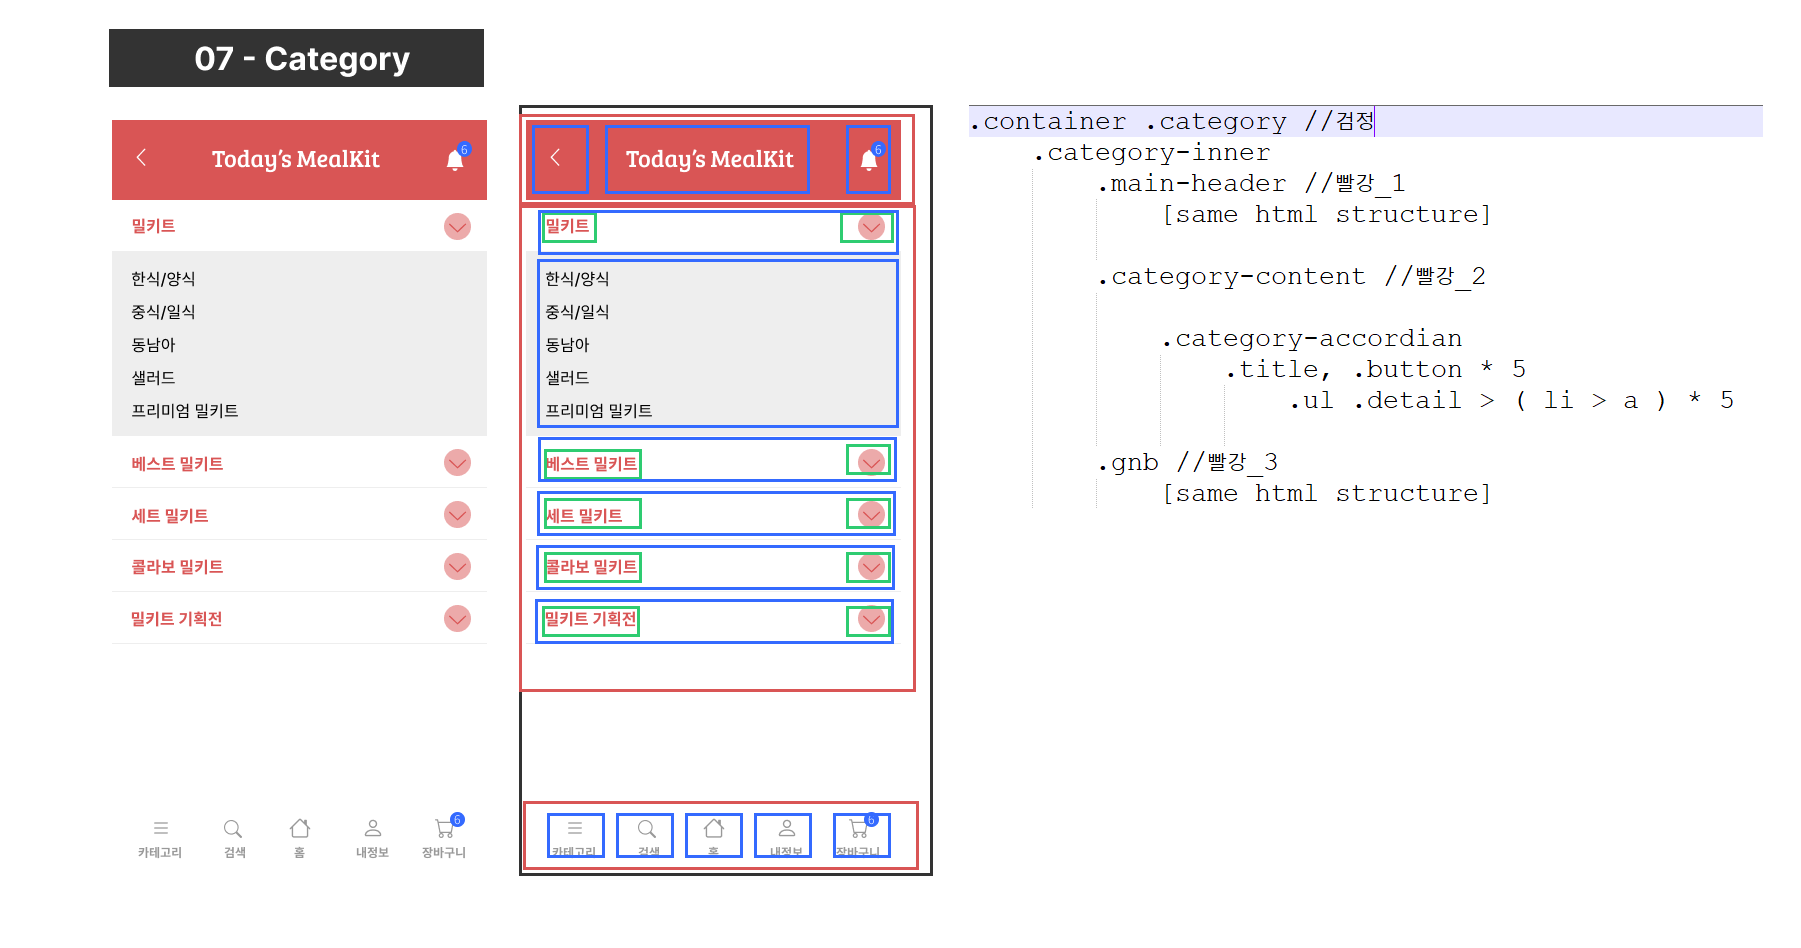 07 - Category
Today's MealKit
6
밀키트
한식/양식
중식/일식
동남아
샐러드
프리미엄 밀키트
베스트 밀키트
세트 밀키트
콜라보 밀키트
밀키트 기획전
카테고리
검색
홈
내정보
6
장바구니
Today's MealKit
6
밀키트
한식/양식
중식/일식
동남아
샐러드
프리미엄 밀키트
베스트 밀키트
세트 밀키트
콜라보 밀키트
밀키트 기획전
카테고리
검색
홈
내정보
6
장바구니
.container .category //검정
.category-inner
.main-header //빨강_1
[same html structure]
.category-content //빨강_2
.category-accordian
.title, .button * 5
.ul .detail > ( li > a ) * 5
.gnb //빨강_3
[same html structure]